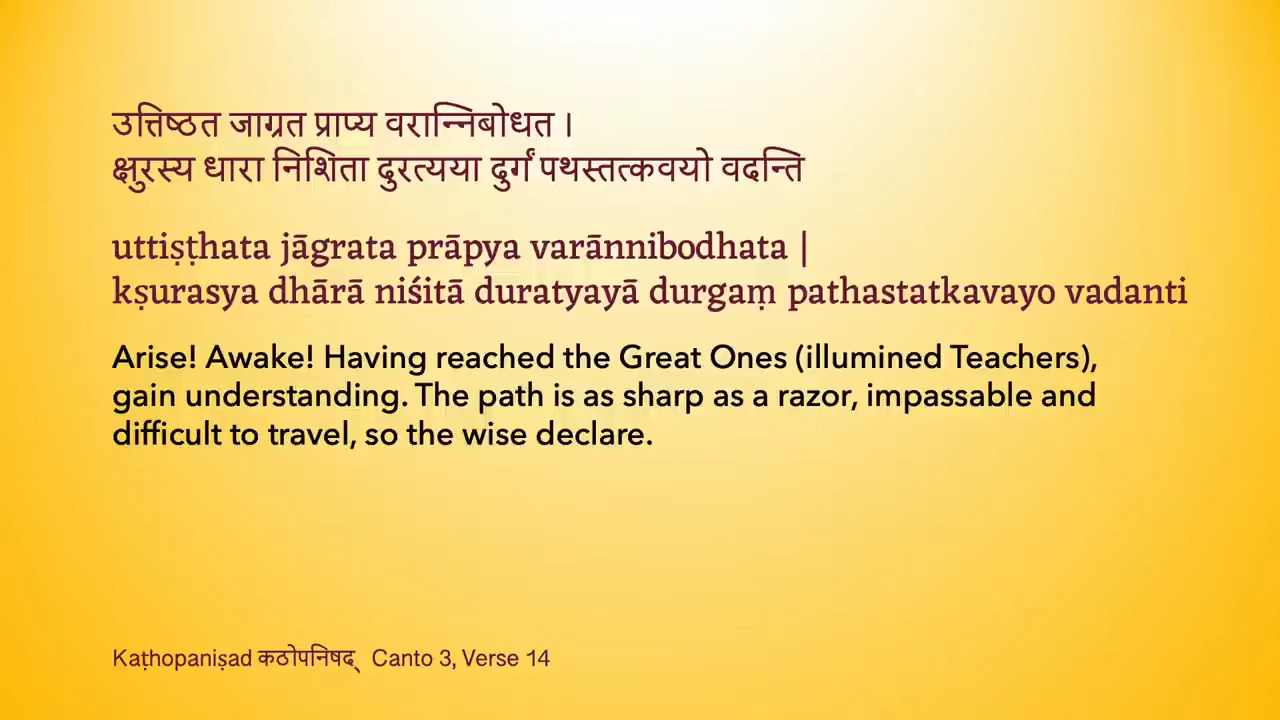 उत्तिष्ठत जाग्रत प्राप्य वरान्निबोधत ।
क्षुरस्य धारा निशिता दुरत्यया दुर्गं पथस्तत्कवयो वदन्ति
uttiṣṭhata jāgrata prāpya varānnibodhata |
kṣurasya dhārā niśitā duratyayā durgaṃ pathastatkavayo vadanti
Arise! Awake! Having reached the Great Ones (illumined Teachers),
gain understanding. The path is as sharp as a razor, impassable and
difficult to travel, so the wise declare.
Kaṭhopaniṣad कठोपनिषद् Canto 3, Verse 14